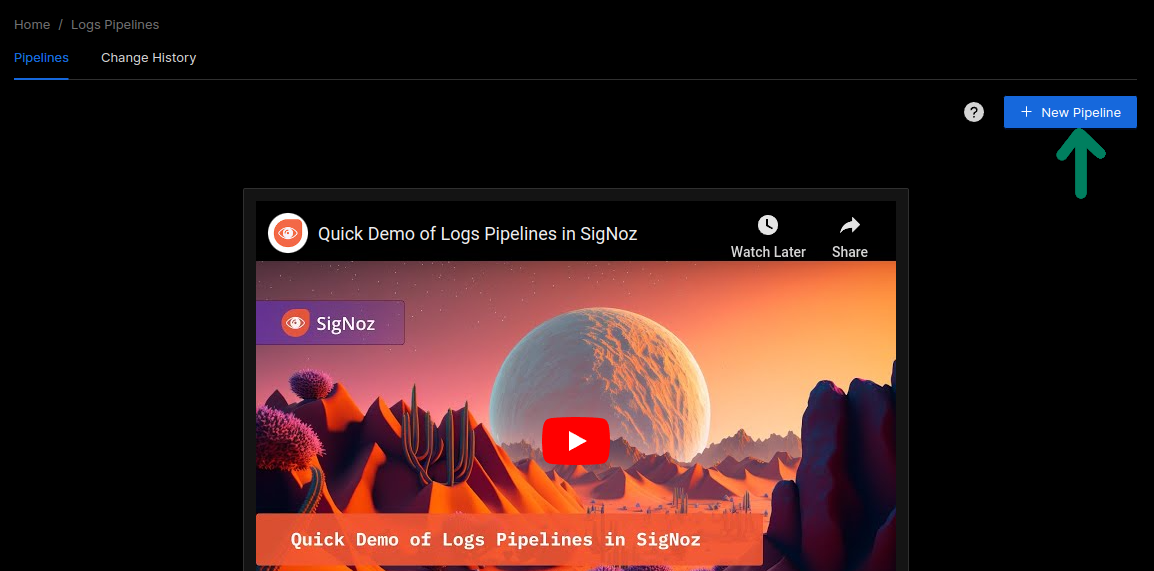 Home / Logs Pipelines
Pipelines Change History
? + New Pipeline
Quick Demo of Logs Pipelines in SigNoz
Watch Later Share
SigNoz
Quick Demo of Logs Pipelines in SigNoz